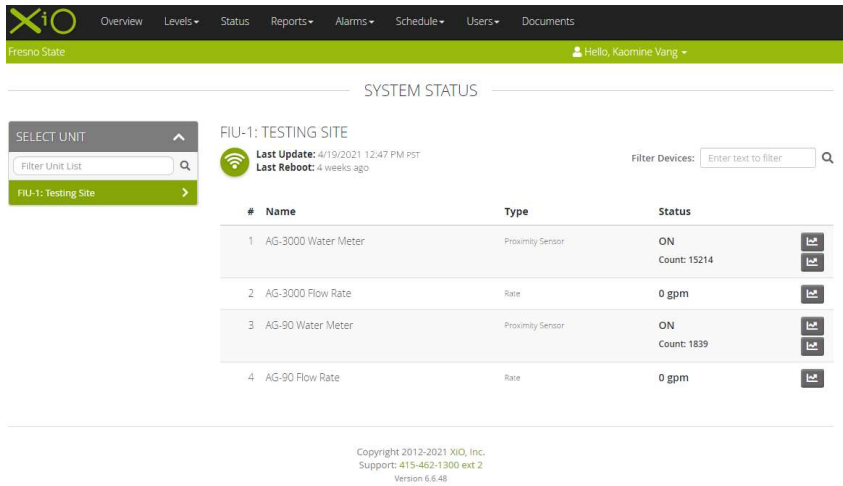 XiO Overview Levels Status Reports Alarms Schedule Users Documents
Fresno State Hello, Kaomine Vang
SYSTEM STATUS
SELECT UNIT
Filter Unit List
FIU-1: Testing Site
FIU-1: TESTING SITE
Last Update: 4/19/2021 12:47 PM PST
Last Reboot: 4 weeks ago
Filter Devices: Enter text to filter
# Name Type Status
1 AG-3000 Water Meter Proximity Sensor ON
Count: 15214
2 AG-3000 Flow Rate Rate 0 gpm
3 AG-90 Water Meter Proximity Sensor ON
Count: 1839
4 AG-90 Flow Rate Rate 0 gpm
Copyright 2012-2021 XiO, Inc.
Support: 415-462-1300 ext 2
Version 6.6.48